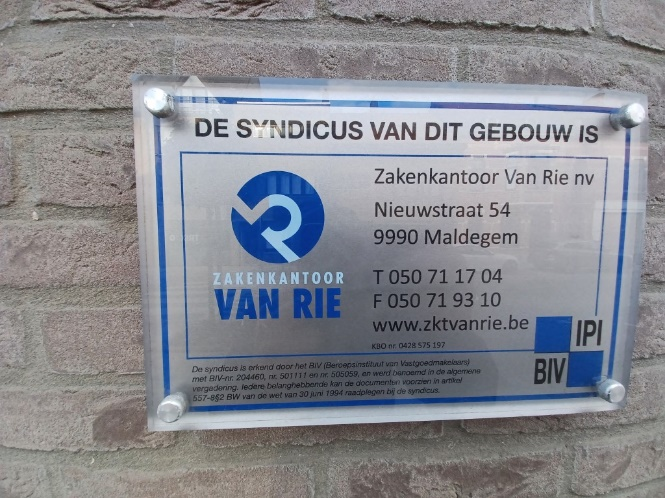 DE SYNDICUS VAN DIT GEBOUW IS
ZAKENKANTOOR
VAN RIE
Zakenkantoor Van Rie nv
Nieuwstraat 54
9990 Maldegem
T 050 71 17 04
F 050 71 93 10
www.zktvanrie.be
KBO nr. 0428 575 197
IPI
BIV
De syndicus is erkend door het BIV (Beroepsinstituut van Vastgoedmakelaars)
met BIV-nr. 204460, nr. 501111 en nr. 505059, en werd benoemd in de algemene
vergadering. Iedere belanghebbende kan de documenten voorzien in artikel
557-8§2 BW van de wet van 30 juni 1994 raadplegen bij de syndicus.